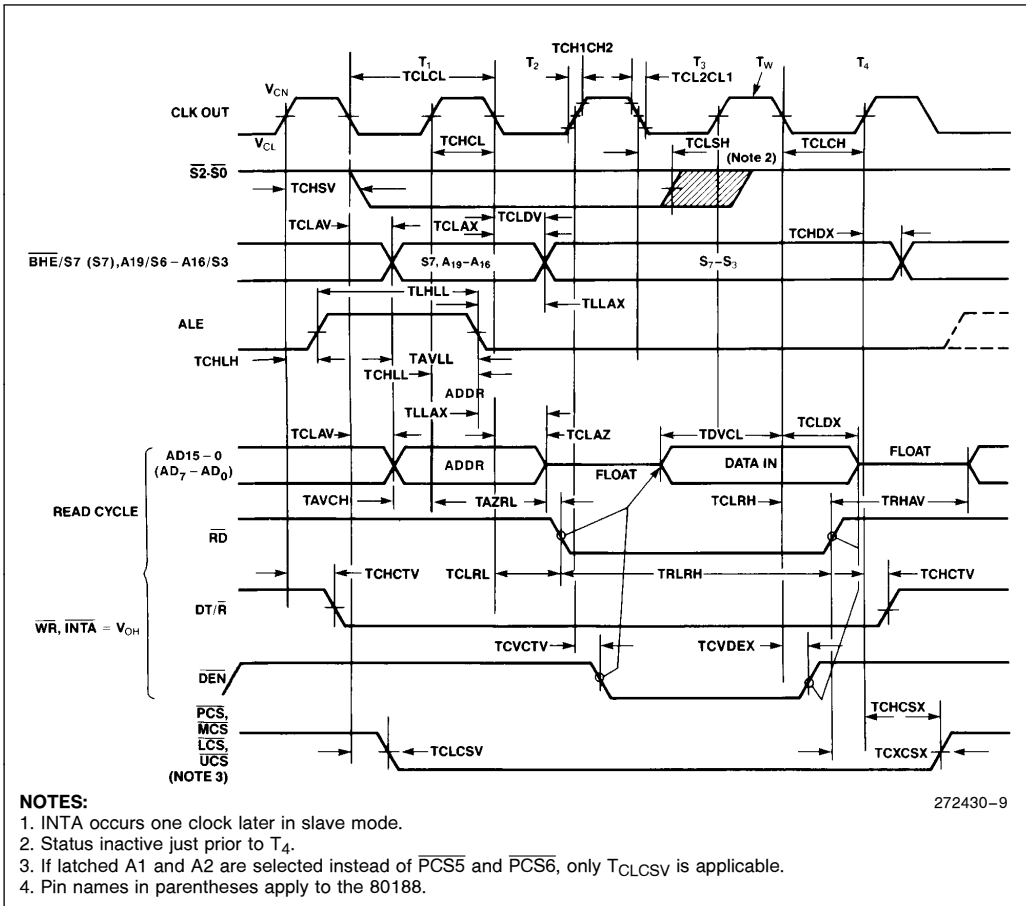 TCH1CH2
T1 T2 T3 TW T4
TCLCL TCL2CL1
VCN
CLK OUT
VCL
TCHCL TCLSH TCLCH
(Note 2)
S2-S0
TCHSV
TCLDV
TCLAV TCLAX TCHDX
BHE/S7 (S7),A19/S6 – A16/S3 S7, A19–A16 S7–S3
TLHLL
TLLAX
ALE
TCHLH TAVLL
TCHLL
ADDR
TLLAX
TCLAV TCLAZ TDVCL TCLDX
AD15 – 0
(AD7 – AD0)
ADDR FLOAT DATA IN FLOAT
TAVCH TAZRL TCLRH TRHAV
READ CYCLE
RD
TCHCTV TCLRL TRLRH TCHCTV
DT/R
WR, INTA = VOH
TCVCTV TCVDEX
DEN
TCHCSX
PCS,
MCS
LCS,
UCS
(NOTE 3)
TCLCSV TCXCSX
NOTES: 272430–9
1. INTA occurs one clock later in slave mode.
2. Status inactive just prior to T4.
3. If latched A1 and A2 are selected instead of PCS5 and PCS6, only TCLCSV is applicable.
4. Pin names in parentheses apply to the 80188.